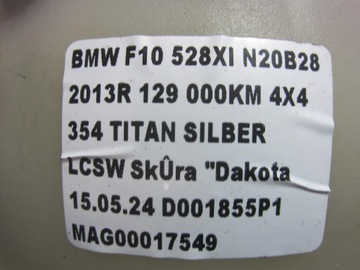 BMW F10 528XI N20B28
2013R 129 000KM 4X4
354 TITAN SILBER
LCSW SkÛra "Dakota
15.05.24 D001855P1
MAG00017549